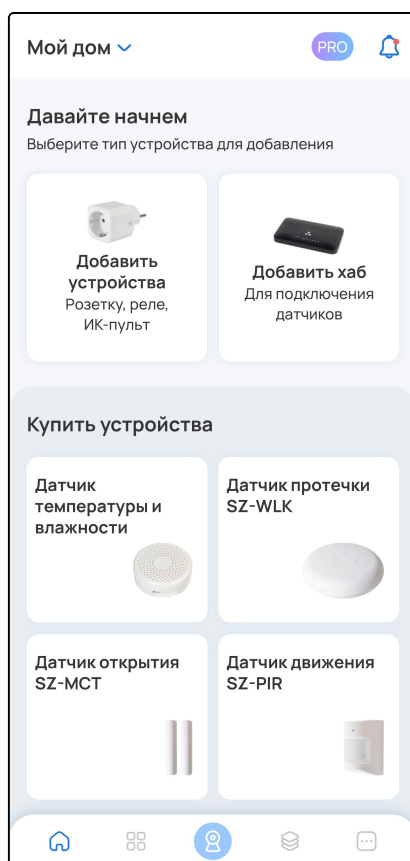 Мой дом
PRO
Давайте начнем
Выберите тип устройства для добавления
Добавить
устройства
Розетку, реле,
ИК-пульт
Добавить хаб
Для подключения
датчиков
Купить устройства
Датчик
температуры и
влажности
Датчик протечки
SZ-WLK
Датчик открытия
SZ-MCT
Датчик движения
SZ-PIR